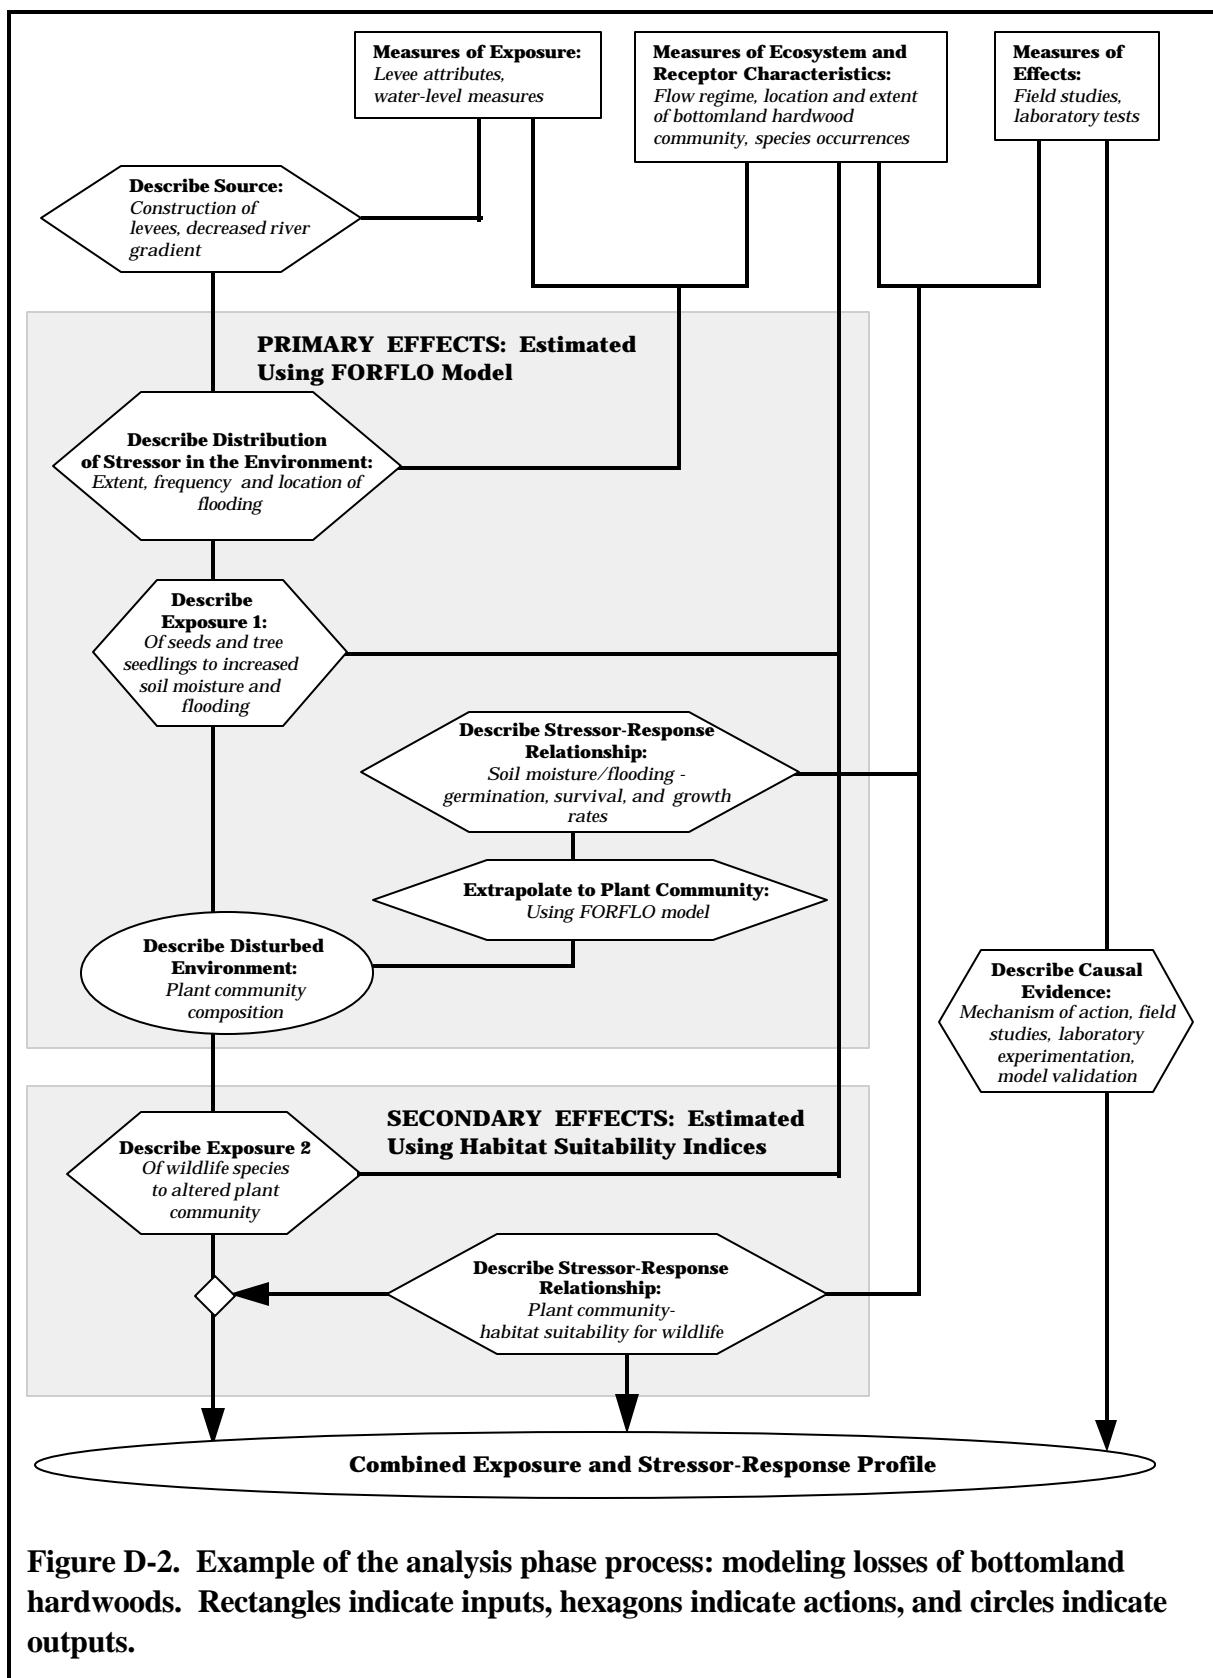 Measures of Exposure:
Levee attributes,
water-level measures
Measures of Ecosystem and
Receptor Characteristics:
Flow regime, location and extent
of bottomland hardwood
community, species occurrences
Measures of
Effects:
Field studies,
laboratory tests
Describe Source:
Construction of
levees, decreased river
gradient
PRIMARY EFFECTS: Estimated
Using FORFLO Model
Describe Distribution
of Stressor in the Environment:
Extent, frequency and location of
flooding
Describe
Exposure 1:
Of seeds and tree
seedlings to increased
soil moisture and
flooding
Describe Stressor-Response
Relationship:
Soil moisture/flooding -
germination, survival, and growth
rates
Extrapolate to Plant Community:
Using FORFLO model
Describe Disturbed
Environment:
Plant community
composition
Describe Causal
Evidence:
Mechanism of action, field
studies, laboratory
experimentation,
model validation
SECONDARY EFFECTS: Estimated
Using Habitat Suitability Indices
Describe Exposure 2
Of wildlife species
to altered plant
community
Describe Stressor-Response
Relationship:
Plant community-
habitat suitability for wildlife
Combined Exposure and Stressor-Response Profile
Figure D-2. Example of the analysis phase process: modeling losses of bottomland
hardwoods. Rectangles indicate inputs, hexagons indicate actions, and circles indicate
outputs.